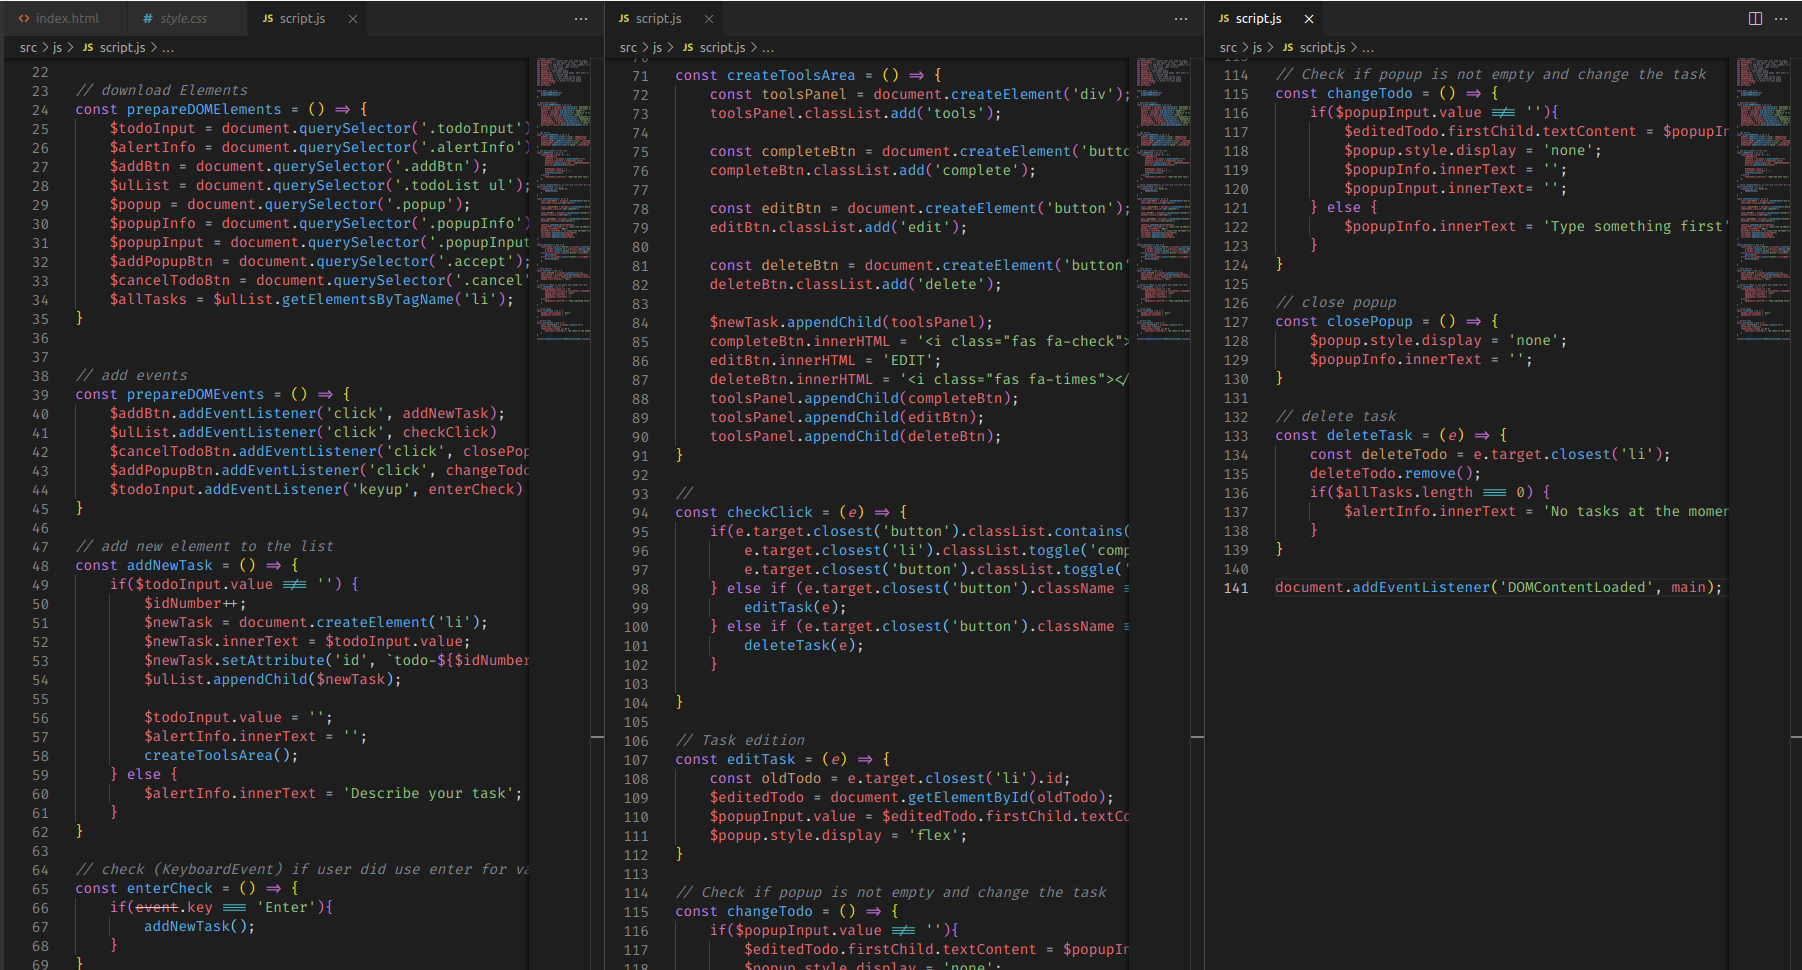 index.html
style.css
JS script.js
src > js > JS script.js > ...
22
23 // download Elements
24 const prepareDOMElements = () => {
25 $todoInput = document.querySelector('.todoInput')
26 $alertInfo = document.querySelector('.alertInfo')
27 $addBtn = document.querySelector('.addBtn');
28 $ulList = document.querySelector('.todoList ul');
29 $popup = document.querySelector('.popup');
30 $popupInfo = document.querySelector('.popupInfo')
31 $popupInput = document.querySelector('.popupInput
32 $addPopupBtn = document.querySelector('.accept');
33 $cancelTodoBtn = document.querySelector('.cancel'
34 $allTasks = $ulList.getElementsByTagName('li');
35 }
36
37
38 // add events
39 const prepareDOMEvents = () => {
40 $addBtn.addEventListener('click', addNewTask);
41 $ulList.addEventListener('click', checkClick)
42 $cancelTodoBtn.addEventListener('click', closePop
43 $addPopupBtn.addEventListener('click', changeTodo
44 $todoInput.addEventListener('keyup', enterCheck)
45 }
46
47 // add new element to the list
48 const addNewTask = () => {
49 if($todoInput.value !== '') {
50 $idNumber++;
51 $newTask = document.createElement('li');
52 $newTask.innerText = $todoInput.value;
53 $newTask.setAttribute('id', `todo-${$idNumber
54 $ulList.appendChild($newTask);
55
56 $todoInput.value = '';
57 $alertInfo.innerText = '';
58 createToolsArea();
59 } else {
60 $alertInfo.innerText = 'Describe your task';
61 }
62 }
63
64 // check (KeyboardEvent) if user did use enter for va
65 const enterCheck = () => {
66 if(event.key === 'Enter'){
67 addNewTask();
68 }
69 }
JS script.js
src > js > JS script.js > ...
70
71 const createToolsArea = () => {
72 const toolsPanel = document.createElement('div');
73 toolsPanel.classList.add('tools');
74
75 const completeBtn = document.createElement('butto
76 completeBtn.classList.add('complete');
77
78 const editBtn = document.createElement('button');
79 editBtn.classList.add('edit');
80
81 const deleteBtn = document.createElement('button'
82 deleteBtn.classList.add('delete');
83
84 $newTask.appendChild(toolsPanel);
85 completeBtn.innerHTML = '<i class="fas fa-check">
86 editBtn.innerHTML = 'EDIT';
87 deleteBtn.innerHTML = '<i class="fas fa-times"></
88 toolsPanel.appendChild(completeBtn);
89 toolsPanel.appendChild(editBtn);
90 toolsPanel.appendChild(deleteBtn);
91 }
92
93 //
94 const checkClick = (e) => {
95 if(e.target.closest('button').classList.contains(
96 e.target.closest('li').classList.toggle('comp
97 e.target.closest('button').classList.toggle('
98 } else if (e.target.closest('button').className =
99 editTask(e);
100 } else if (e.target.closest('button').className =
101 deleteTask(e);
102 }
103
104 }
105
106 // Task edition
107 const editTask = (e) => {
108 const oldTodo = e.target.closest('li').id;
109 $editedTodo = document.getElementById(oldTodo);
110 $popupInput.value = $editedTodo.firstChild.textCo
111 $popup.style.display = 'flex';
112 }
113
114 // Check if popup is not empty and change the task
115 const changeTodo = () => {
116 if($popupInput.value !== ''){
117 $editedTodo.firstChild.textContent = $popupIn
118 $popup.style.display = 'none';
JS script.js
src > js > JS script.js > ...
113
114 // Check if popup is not empty and change the task
115 const changeTodo = () => {
116 if($popupInput.value !== ''){
117 $editedTodo.firstChild.textContent = $popupIn
118 $popup.style.display = 'none';
119 $popupInfo.innerText = '';
120 $popupInput.innerText= '';
121 } else {
122 $popupInfo.innerText = 'Type something first'
123 }
124 }
125
126 // close popup
127 const closePopup = () => {
128 $popup.style.display = 'none';
129 $popupInfo.innerText = '';
130 }
131
132 // delete task
133 const deleteTask = (e) => {
134 const deleteTodo = e.target.closest('li');
135 deleteTodo.remove();
136 if($allTasks.length === 0) {
137 $alertInfo.innerText = 'No tasks at the momen
138 }
139 }
140
141 document.addEventListener('DOMContentLoaded', main);